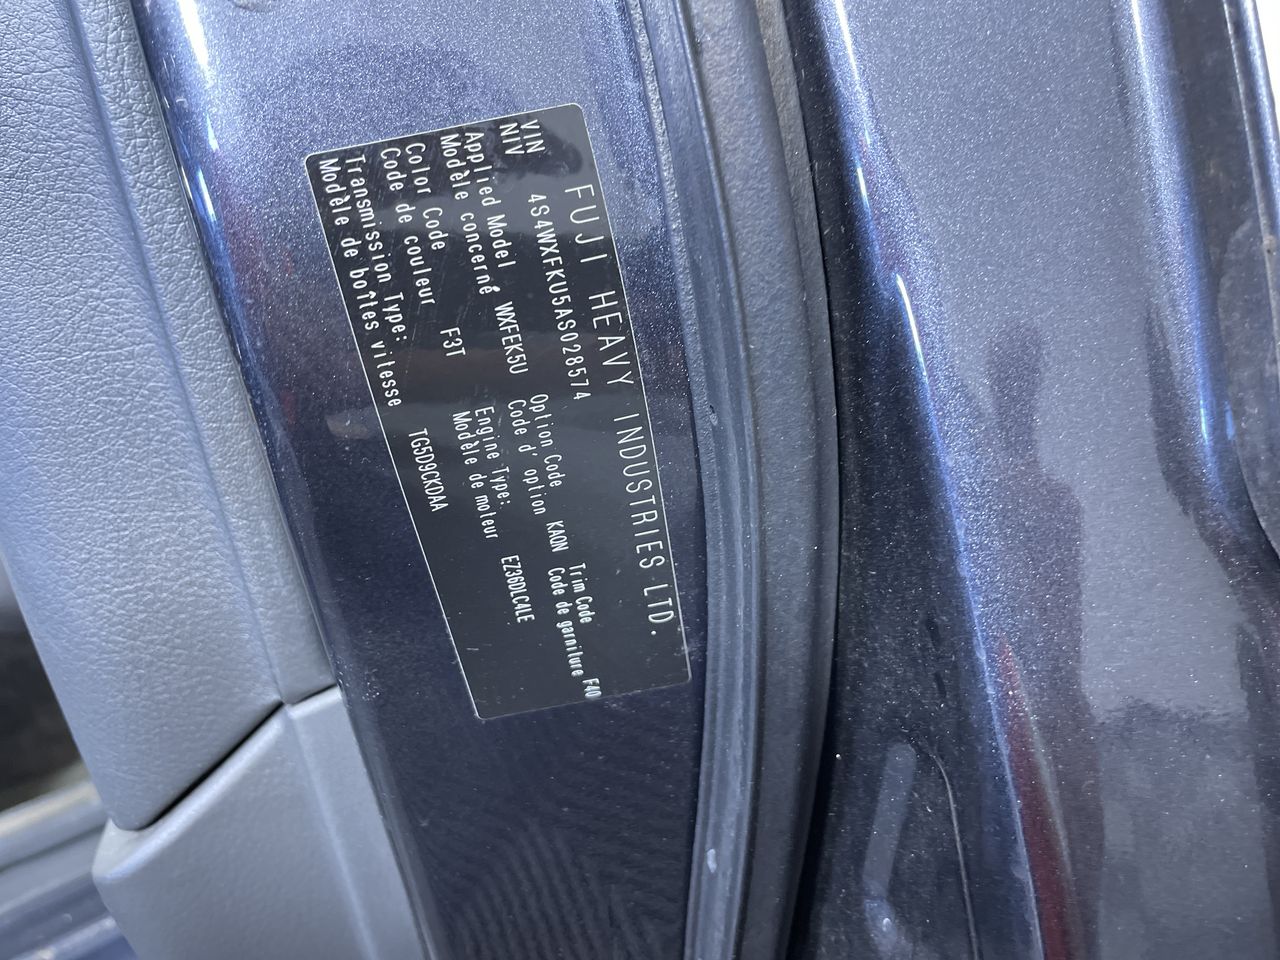 FUJI HEAVY INDUSTRIES LTD.
VIN
NIV 4S4WXFKU5AS028574
Applied Model
Modèle concerné WXFEK5U
Option Code
Code d' option KAQN
Trim Code
Code de garniture F40
Color Code
Code de couleur F3T
Engine Type:
Modèle de moteur EZ36DLC4LE
Transmission Type:
Modèle de boîtes vitesse TG5D9CKDAA